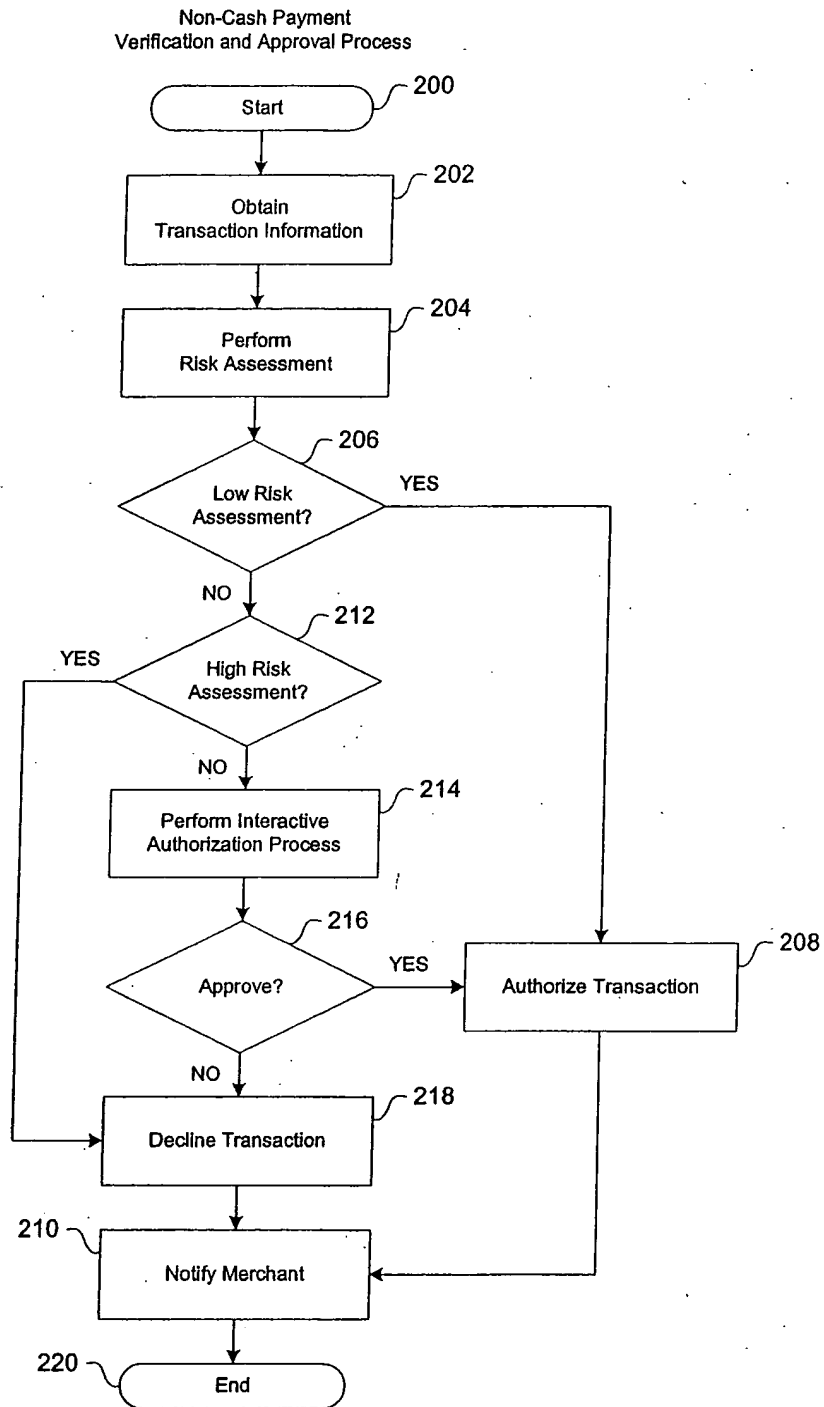 Non-Cash Payment
Verification and Approval Process
Start
200
Obtain
Transaction Information
202
Perform
Risk Assessment
204
Low Risk
Assessment?
206
YES
NO
High Risk
Assessment?
212
YES
NO
Perform Interactive
Authorization Process
214
Approve?
216
YES
Authorize Transaction
208
NO
Decline Transaction
218
210
Notify Merchant
220
End